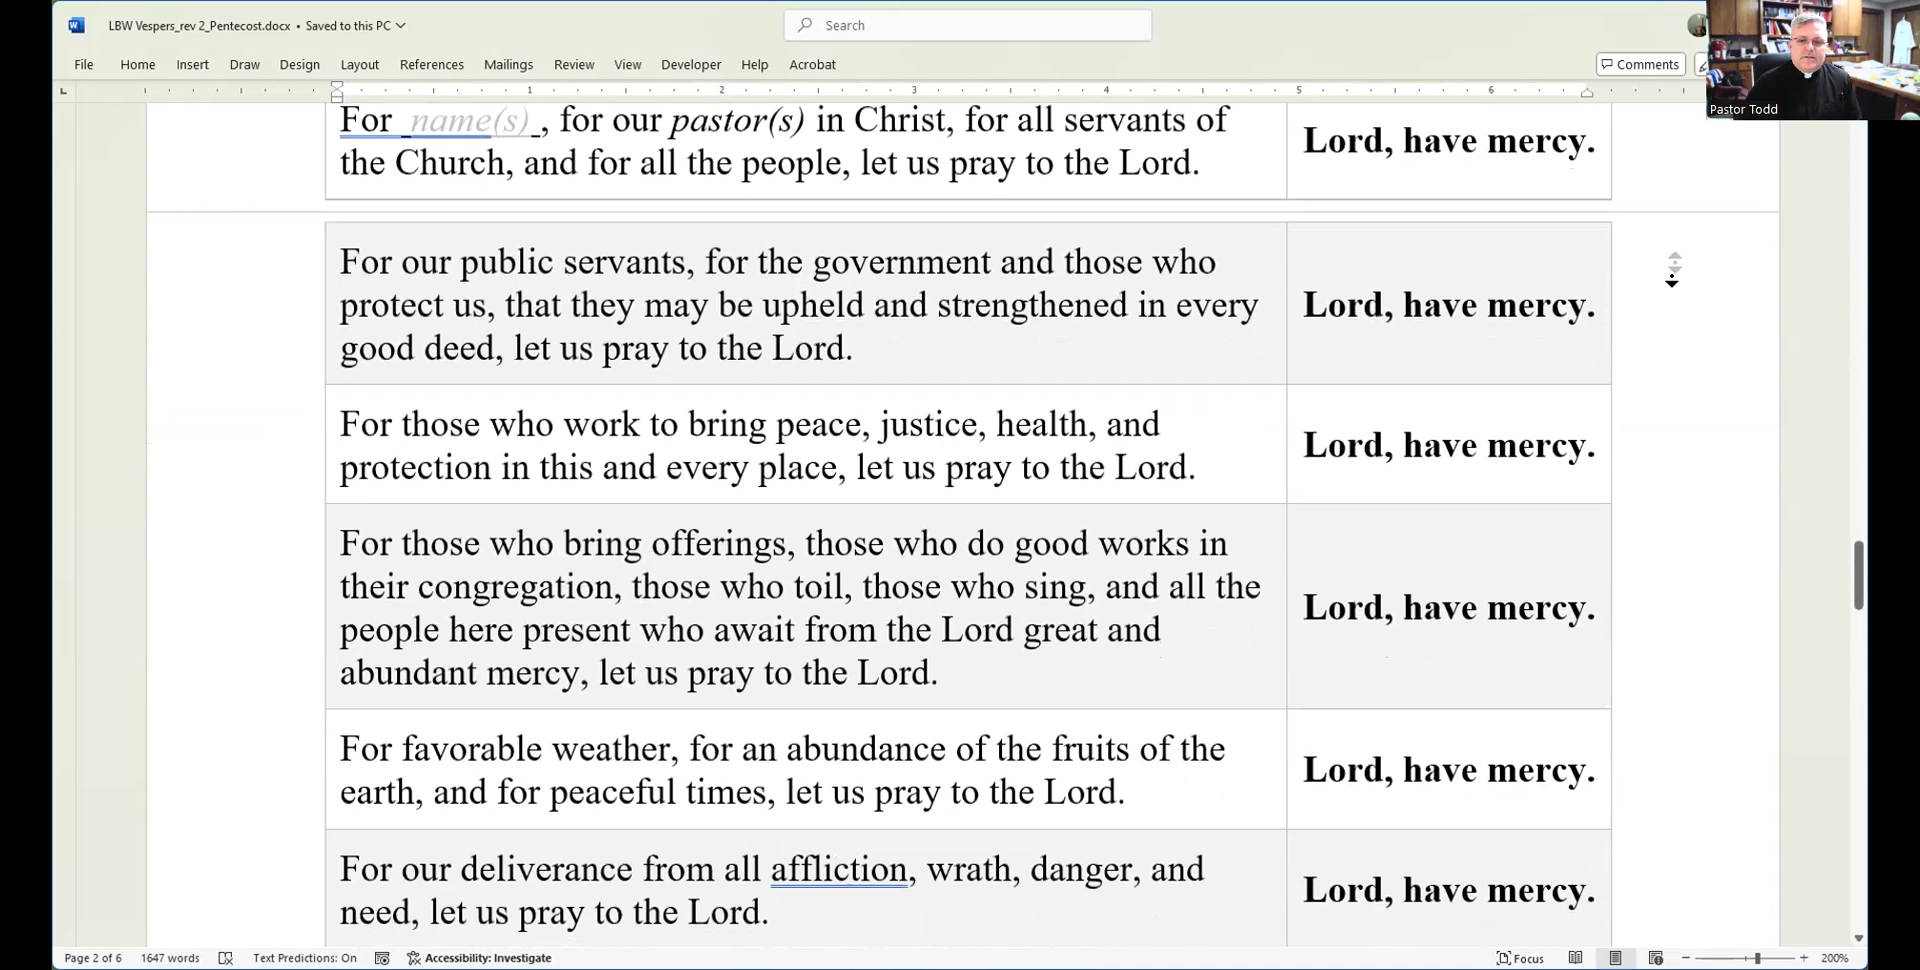 LBW Vespers_rev 2_Pentecost.docx • Saved to this PC
Search
File Home Insert Draw Design Layout References Mailings Review View Developer Help Acrobat
Comments
Pastor Todd
1 2 3 4 5 6
For _name(s)_, for our pastor(s) in Christ, for all servants of
the Church, and for all the people, let us pray to the Lord.
Lord, have mercy.
For our public servants, for the government and those who
protect us, that they may be upheld and strengthened in every
good deed, let us pray to the Lord.
Lord, have mercy.
For those who work to bring peace, justice, health, and
protection in this and every place, let us pray to the Lord.
Lord, have mercy.
For those who bring offerings, those who do good works in
their congregation, those who toil, those who sing, and all the
people here present who await from the Lord great and
abundant mercy, let us pray to the Lord.
Lord, have mercy.
For favorable weather, for an abundance of the fruits of the
earth, and for peaceful times, let us pray to the Lord.
Lord, have mercy.
For our deliverance from all affliction, wrath, danger, and
need, let us pray to the Lord.
Lord, have mercy.
Page 2 of 6 1647 words Text Predictions: On Accessibility: Investigate Focus 200%